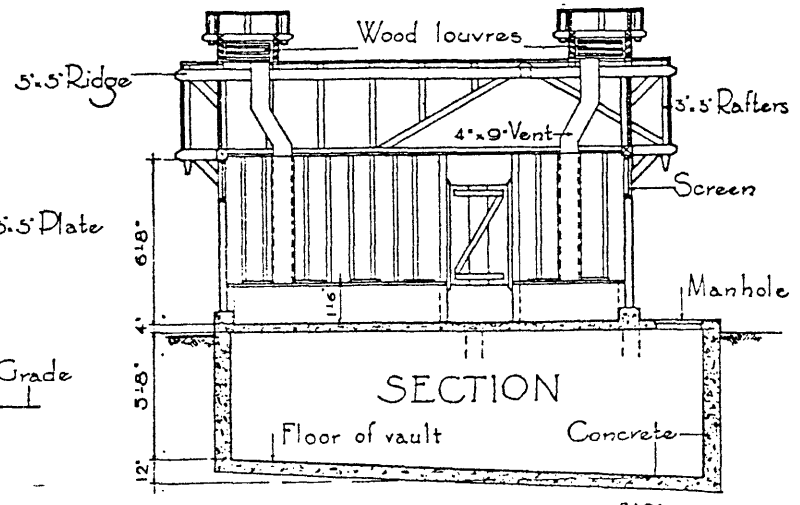 Wood louvres
5"x5" Ridge
3"x5" Rafters
4"x9" Vent
Screen
5"x5" Plate
6'-8"
1'-6"
Manhole
4"
Grade
5'-8"
SECTION
Floor of vault
Concrete
12"